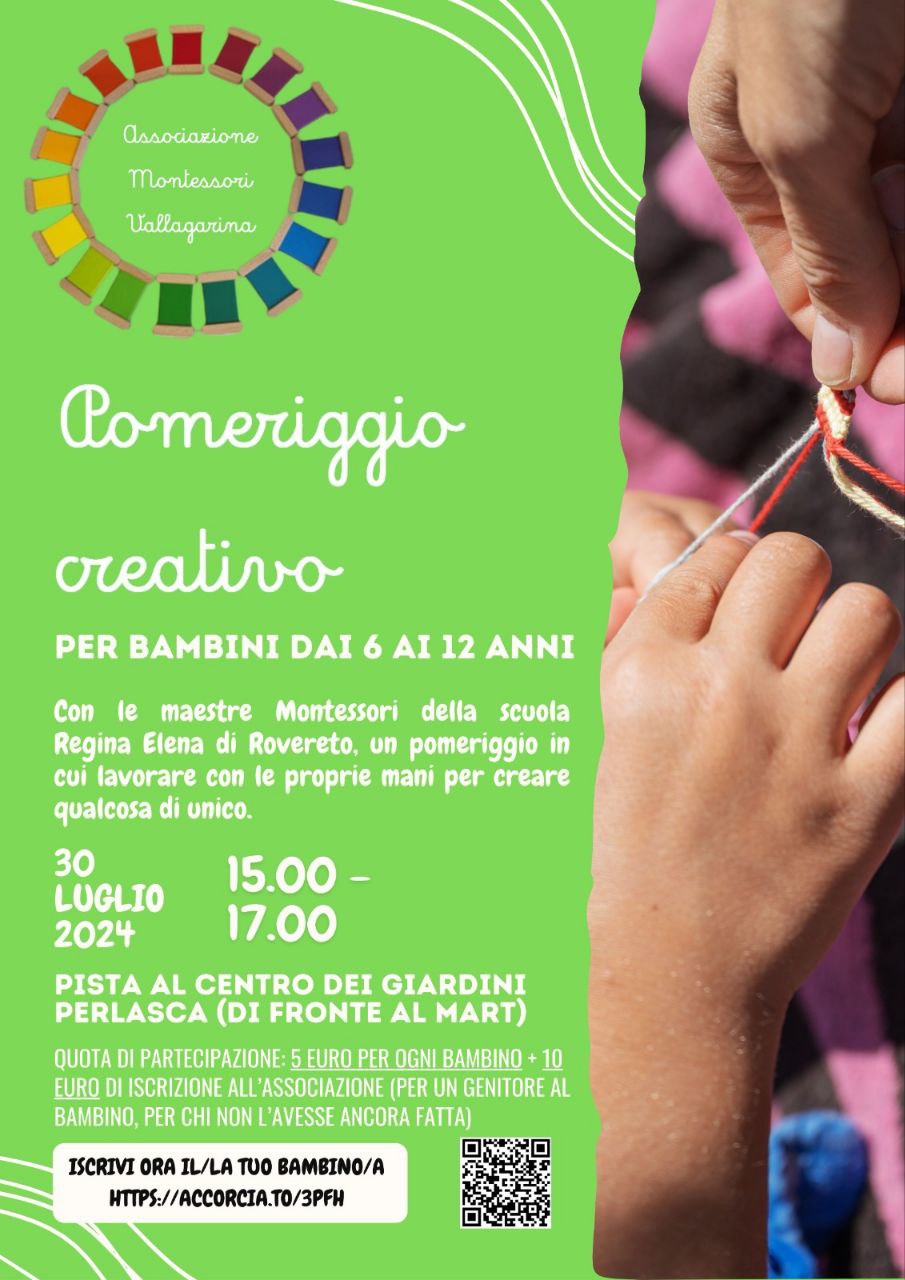 Associazione
Montessori
Vallagarina
Pomeriggio
creativo
PER BAMBINI DAI 6 AI 12 ANNI
Con le maestre Montessori della scuola
Regina Elena di Rovereto, un pomeriggio in
cui lavorare con le proprie mani per creare
qualcosa di unico.
30
LUGLIO
2024
15.00 –
17.00
PISTA AL CENTRO DEI GIARDINI
PERLASCA (DI FRONTE AL MART)
QUOTA DI PARTECIPAZIONE: 5 EURO PER OGNI BAMBINO + 10
EURO DI ISCRIZIONE ALL'ASSOCIAZIONE (PER UN GENITORE AL
BAMBINO, PER CHI NON L'AVESSE ANCORA FATTA)
ISCRIVI ORA IL/LA TUO BAMBINO/A
HTTPS://ACCORCIA.TO/3PFH